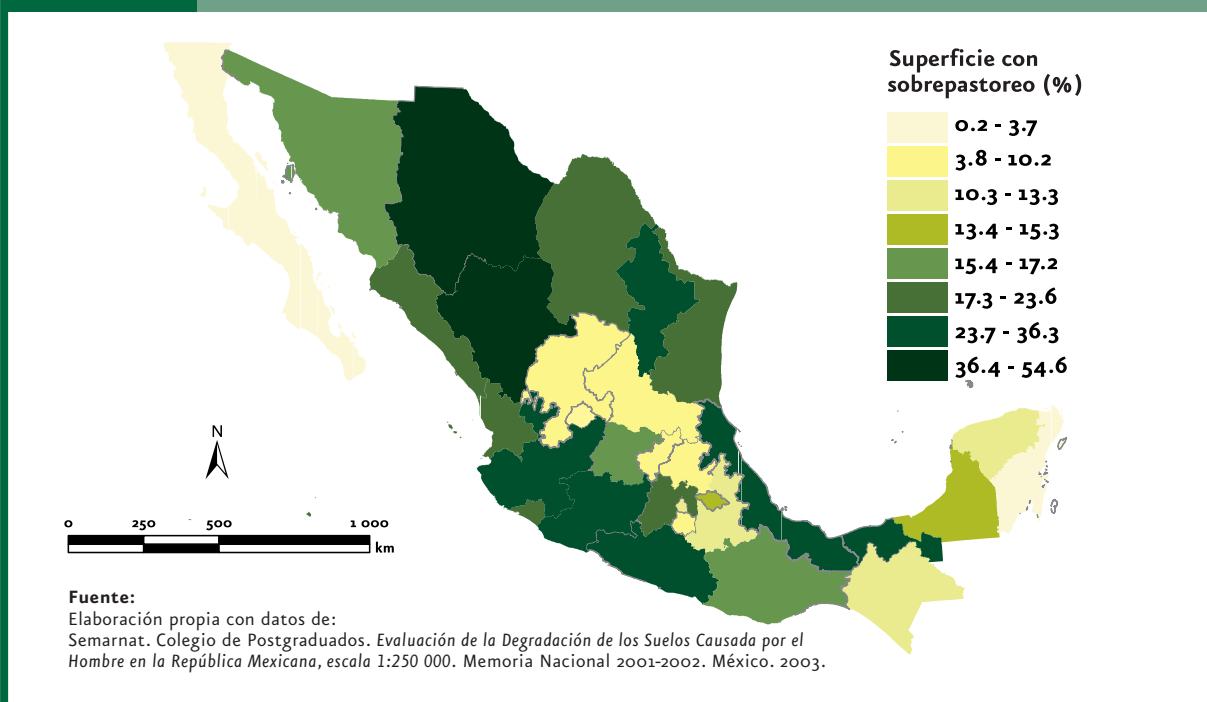 Superficie con
sobrepastoreo (%)
0.2 - 3.7
3.8 - 10.2
10.3 - 13.3
13.4 - 15.3
15.4 - 17.2
17.3 - 23.6
23.7 - 36.3
36.4 - 54.6
N
0 250 500 1 000
km
Fuente:
Elaboración propia con datos de:
Semarnat. Colegio de Postgraduados. Evaluación de la Degradación de los Suelos Causada por el
Hombre en la República Mexicana, escala 1:250 000. Memoria Nacional 2001-2002. México. 2003.